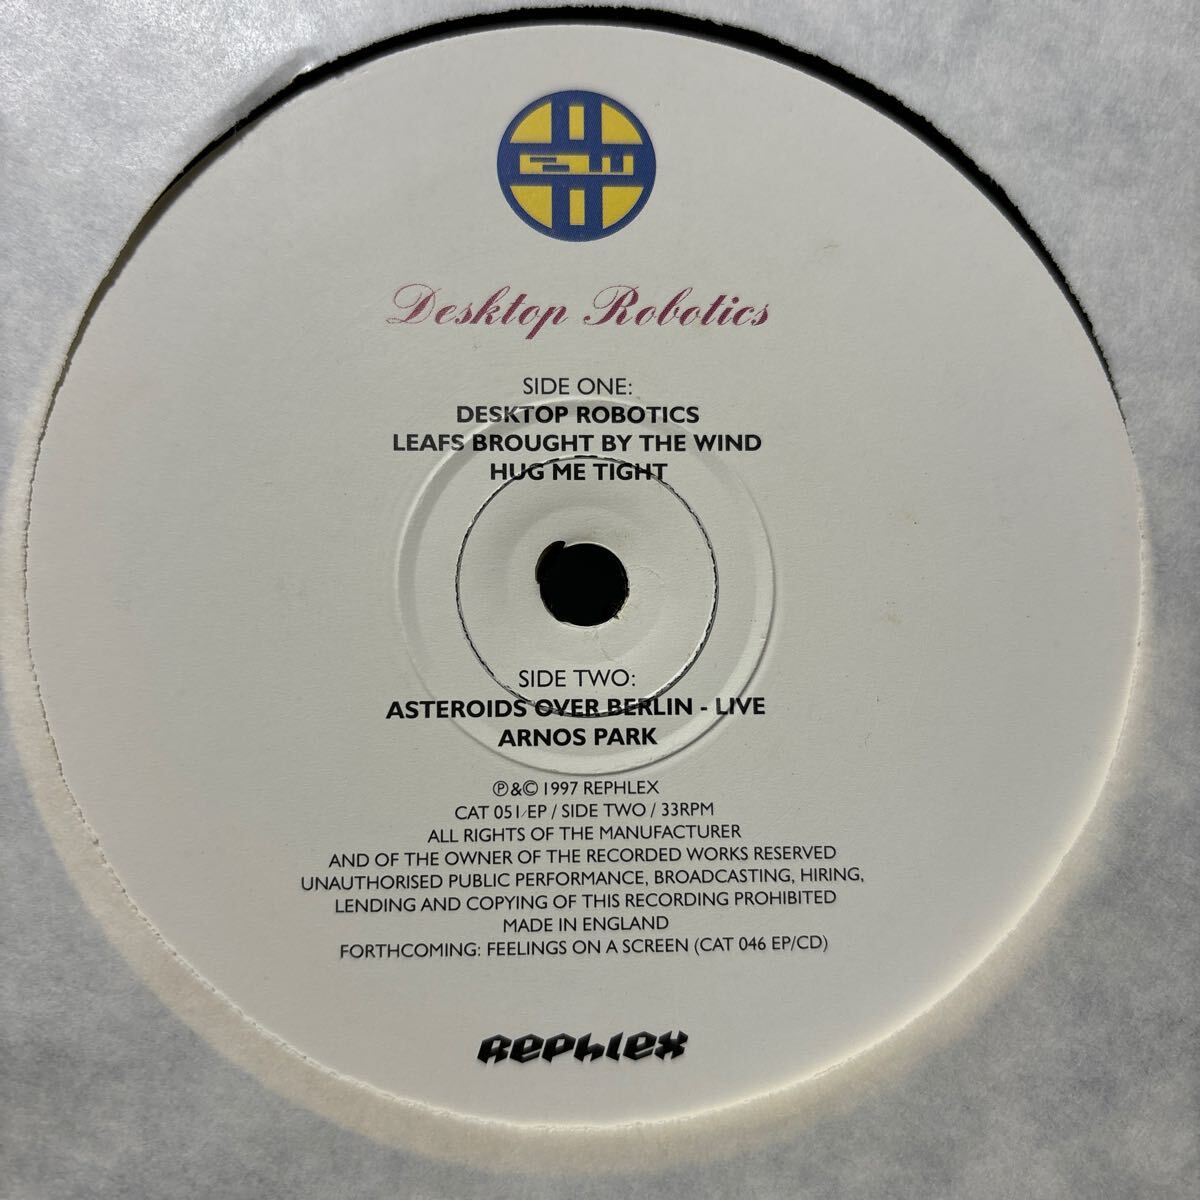 BW
Desktop Robotics
SIDE ONE:
DESKTOP ROBOTICS
LEAFS BROUGHT BY THE WIND
HUG ME TIGHT
SIDE TWO:
ASTEROIDS OVER BERLIN - LIVE
ARNOS PARK
℗&© 1997 REPHLEX
CAT 051 EP / SIDE TWO / 33RPM
ALL RIGHTS OF THE MANUFACTURER
AND OF THE OWNER OF THE RECORDED WORKS RESERVED
UNAUTHORISED PUBLIC PERFORMANCE, BROADCASTING, HIRING,
LENDING AND COPYING OF THIS RECORDING PROHIBITED
MADE IN ENGLAND
FORTHCOMING: FEELINGS ON A SCREEN (CAT 046 EP/CD)
REPHLEX